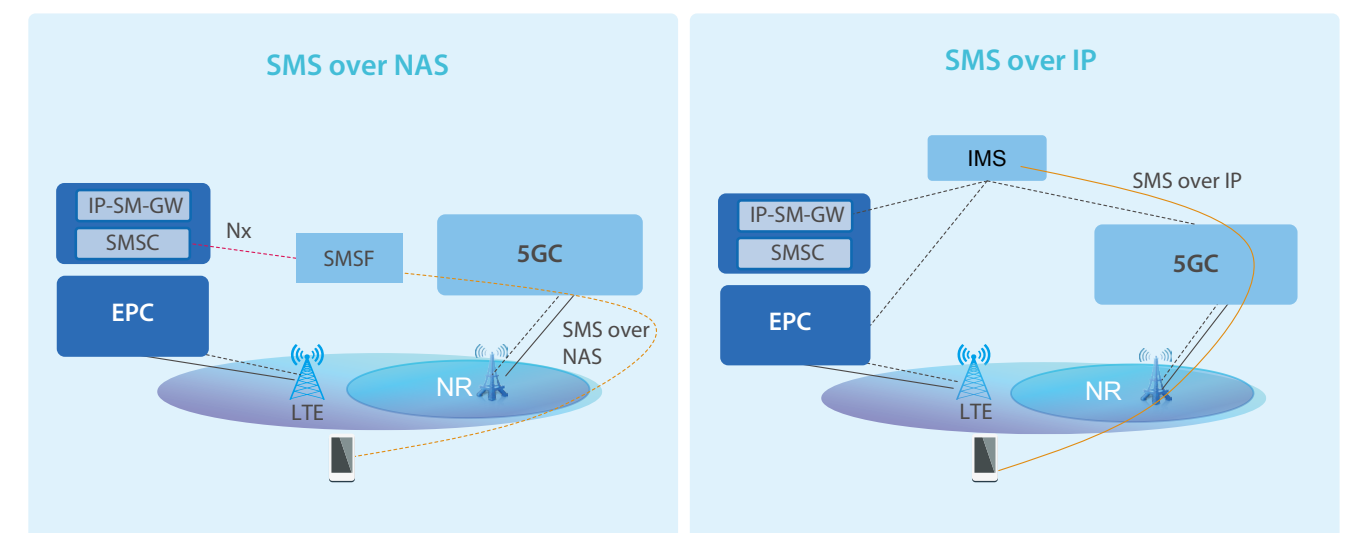 SMS over NAS
IP-SM-GW
SMSC
Nx
SMSF
5GC
EPC
SMS over
NAS
NR
LTE
SMS over IP
IMS
SMS over IP
IP-SM-GW
SMSC
5GC
EPC
NR
LTE